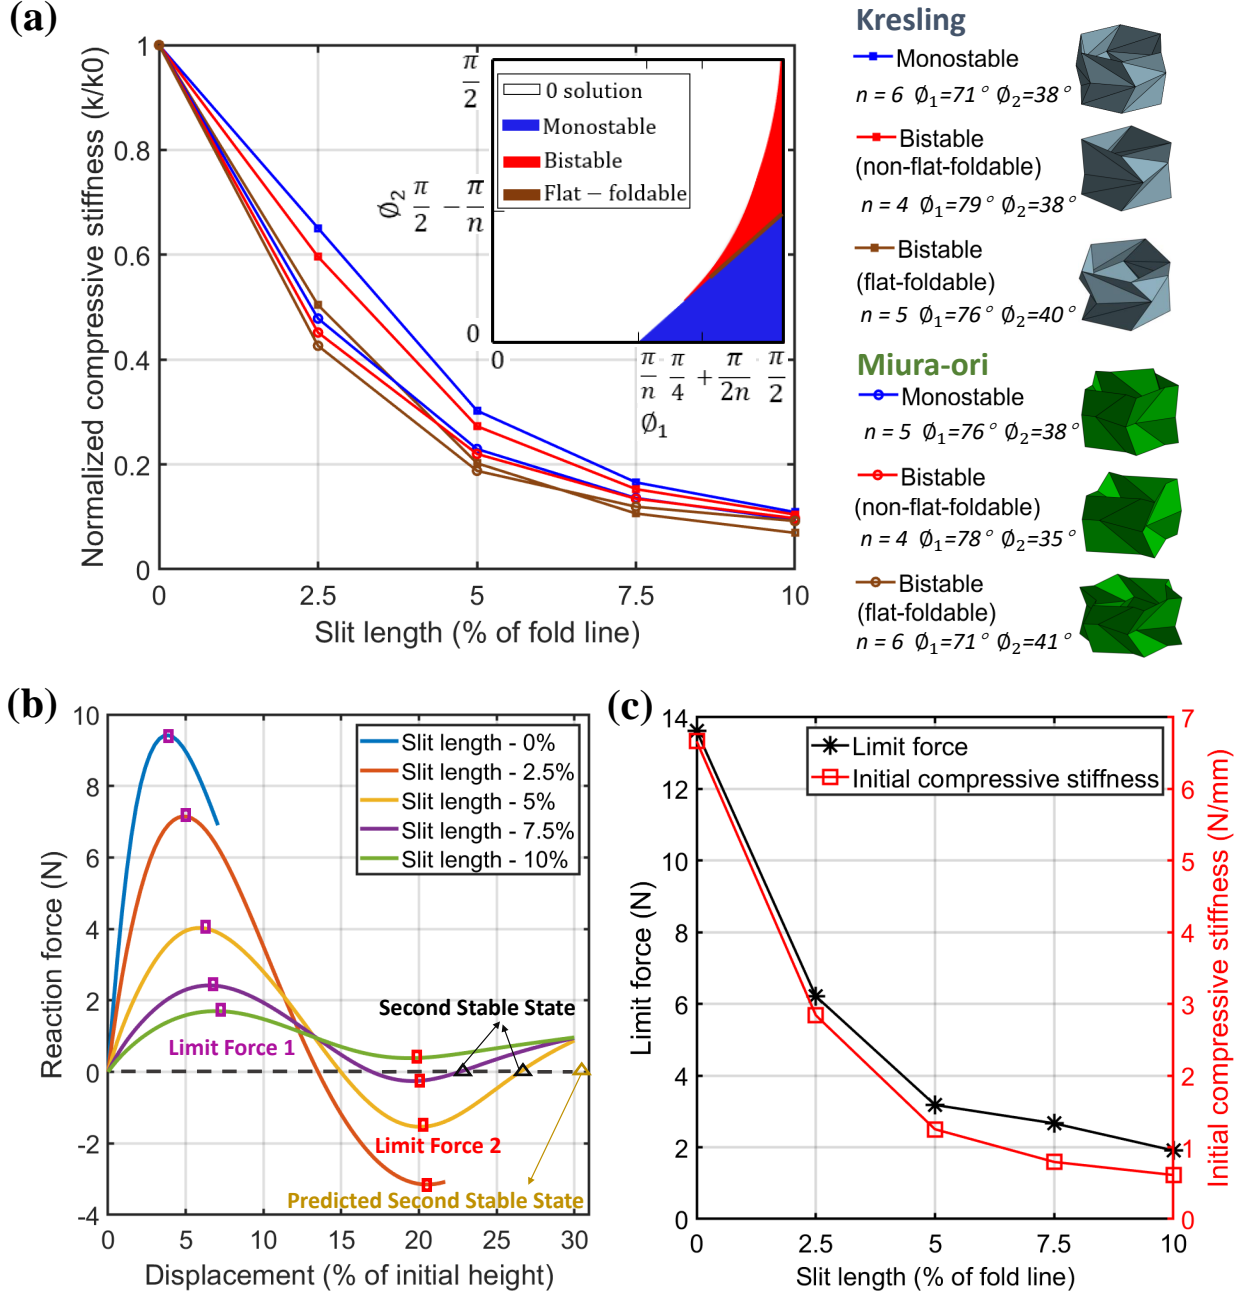 (a)
Normalized compressive stiffness (k/k0)
1
0.8
0.6
0.4
0.2
0
0 2.5 5 7.5 10
Slit length (% of fold line)
π/2
∅2
π/2 − π/n
0
0 solution
Monostable
Bistable
Flat − foldable
0
π/n π/4 + π/2n π/2
∅1
Kresling
Monostable
n = 6 ∅1=71° ∅2=38°
Bistable
(non-flat-foldable)
n = 4 ∅1=79° ∅2=38°
Bistable
(flat-foldable)
n = 5 ∅1=76° ∅2=40°
Miura-ori
Monostable
n = 5 ∅1=76° ∅2=38°
Bistable
(non-flat-foldable)
n = 4 ∅1=78° ∅2=35°
Bistable
(flat-foldable)
n = 6 ∅1=71° ∅2=41°
(b)
Reaction force (N)
10
8
6
4
2
0
-2
-4
0 5 10 15 20 25 30
Displacement (% of initial height)
Slit length - 0%
Slit length - 2.5%
Slit length - 5%
Slit length - 7.5%
Slit length - 10%
Second Stable State
Limit Force 1
Limit Force 2
Predicted Second Stable State
(c)
Limit force (N)
14
12
10
8
6
4
2
0
0 2.5 5 7.5 10
Slit length (% of fold line)
Limit force
Initial compressive stiffness
7
6
5
4
3
2
1
0
Initial compressive stiffness (N/mm)